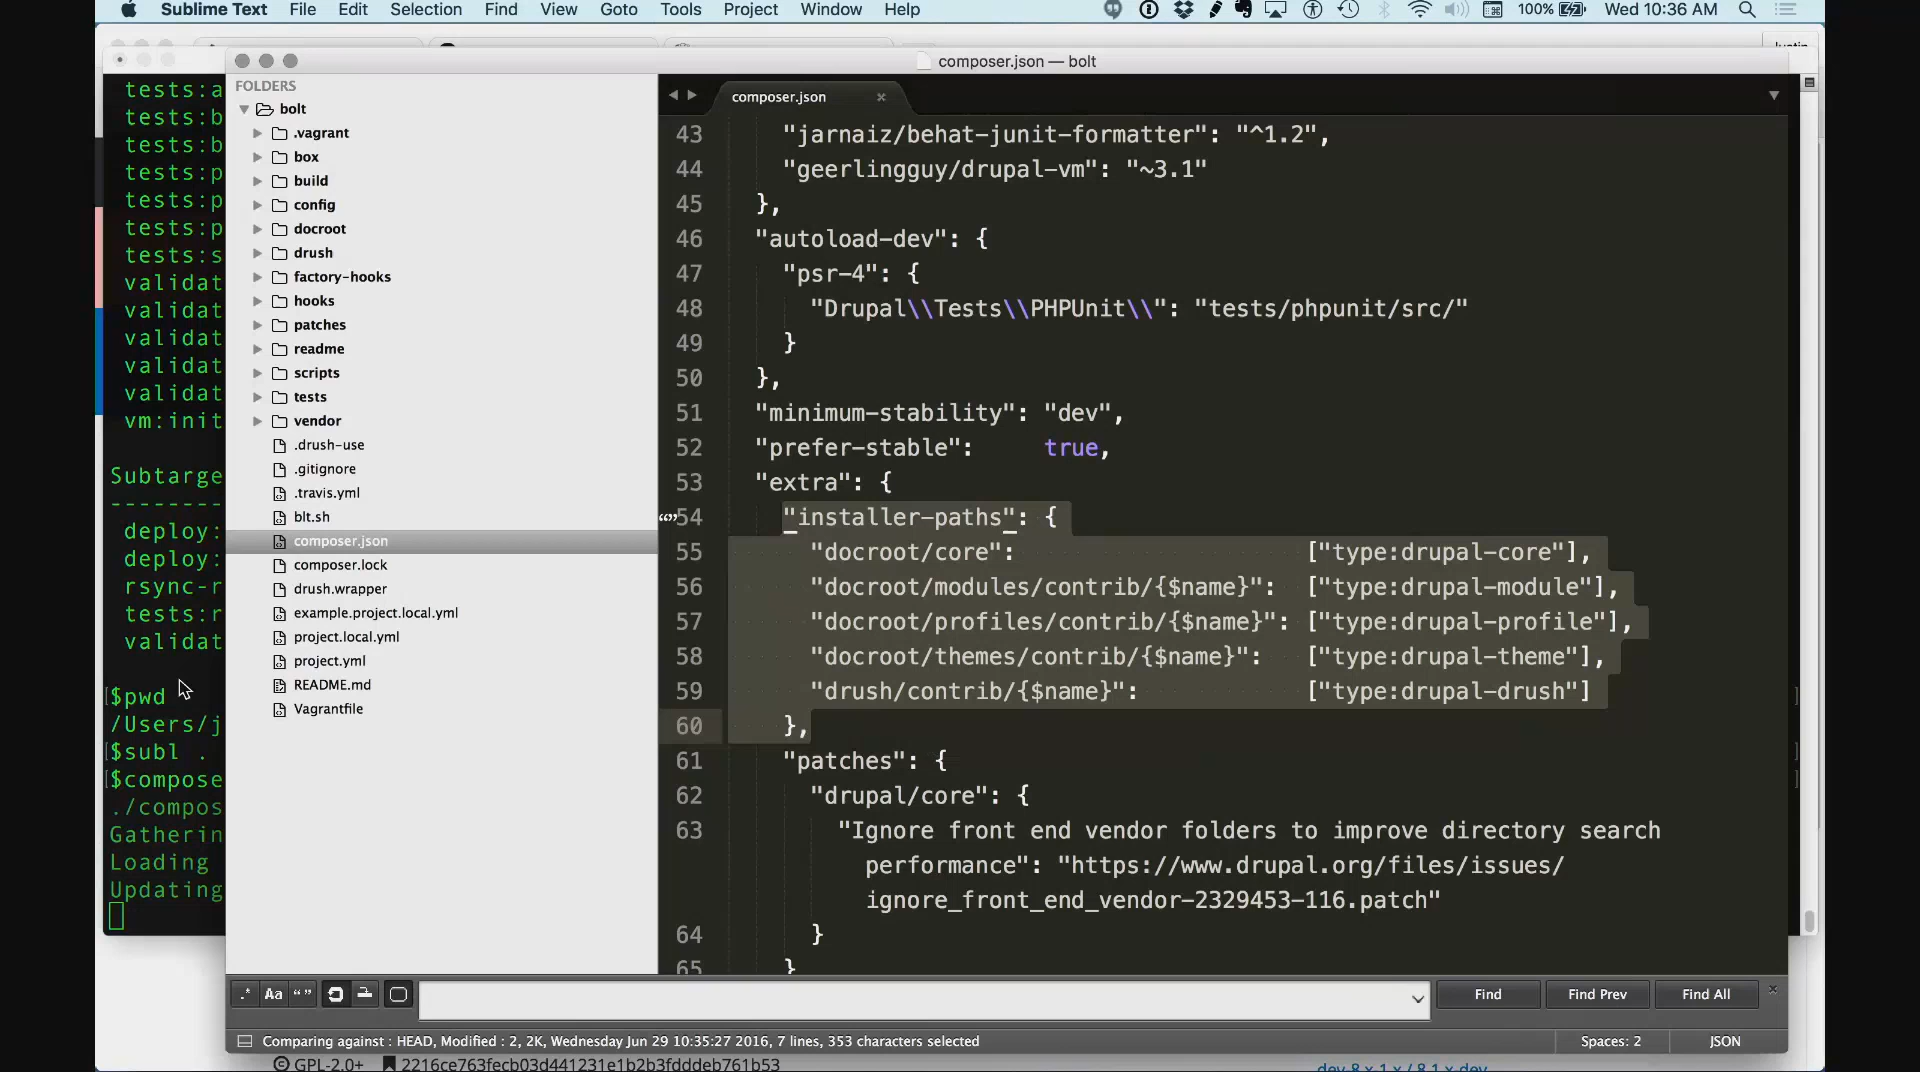 Sublime Text File Edit Selection Find View Goto Tools Project Window Help 100% Wed 10:36 AM
composer.json — bolt
FOLDERS
bolt
.vagrant
box
build
config
docroot
drush
factory-hooks
hooks
patches
readme
scripts
tests
vendor
.drush-use
.gitignore
.travis.yml
blt.sh
composer.json
composer.lock
drush.wrapper
example.project.local.yml
project.local.yml
project.yml
README.md
Vagrantfile
tests:a
tests:b
tests:b
tests:p
tests:p
tests:p
tests:s
validat
validat
validat
validat
validat
vm:init
Subtarge
--------
deploy:
deploy:
rsync-r
tests:r
validat
[$pwd
/Users/j
[$subl .
[$compose
./compos
Gatherin
Loading
Updating
composer.json
43 "jarnaiz/behat-junit-formatter": "^1.2",
44 "geerlingguy/drupal-vm": "~3.1"
45 },
46 "autoload-dev": {
47 "psr-4": {
48 "Drupal\\Tests\\PHPUnit\\": "tests/phpunit/src/"
49 }
50 },
51 "minimum-stability": "dev",
52 "prefer-stable": true,
53 "extra": {
54 "installer-paths": {
55 "docroot/core": ["type:drupal-core"],
56 "docroot/modules/contrib/{$name}": ["type:drupal-module"],
57 "docroot/profiles/contrib/{$name}": ["type:drupal-profile"],
58 "docroot/themes/contrib/{$name}": ["type:drupal-theme"],
59 "drush/contrib/{$name}": ["type:drupal-drush"]
60 },
61 "patches": {
62 "drupal/core": {
63 "Ignore front end vendor folders to improve directory search
performance": "https://www.drupal.org/files/issues/
ignore_front_end_vendor-2329453-116.patch"
64 }
65 }
.* Aa “ ” Find Find Prev Find All
Comparing against : HEAD, Modified : 2, 2K, Wednesday Jun 29 10:35:27 2016, 7 lines, 353 characters selected Spaces: 2 JSON
GPL-2.0+ 2216ce763fecb03d441231e1b2b3fdddeb761b53 dev-8.x-1.x / 8.1.x-dev